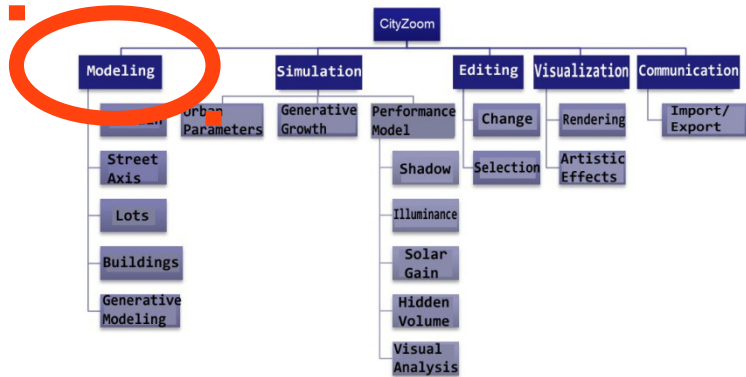 CityZoom
Modeling
Simulation
Editing
Visualization
Communication
Urban
Parameters
Generative
Growth
Performance
Model
Change
Rendering
Import/
Export
Street
Axis
Shadow
Selection
Artistic
Effects
Lots
Illuminance
Buildings
Solar
Gain
Generative
Modeling
Hidden
Volume
Visual
Analysis